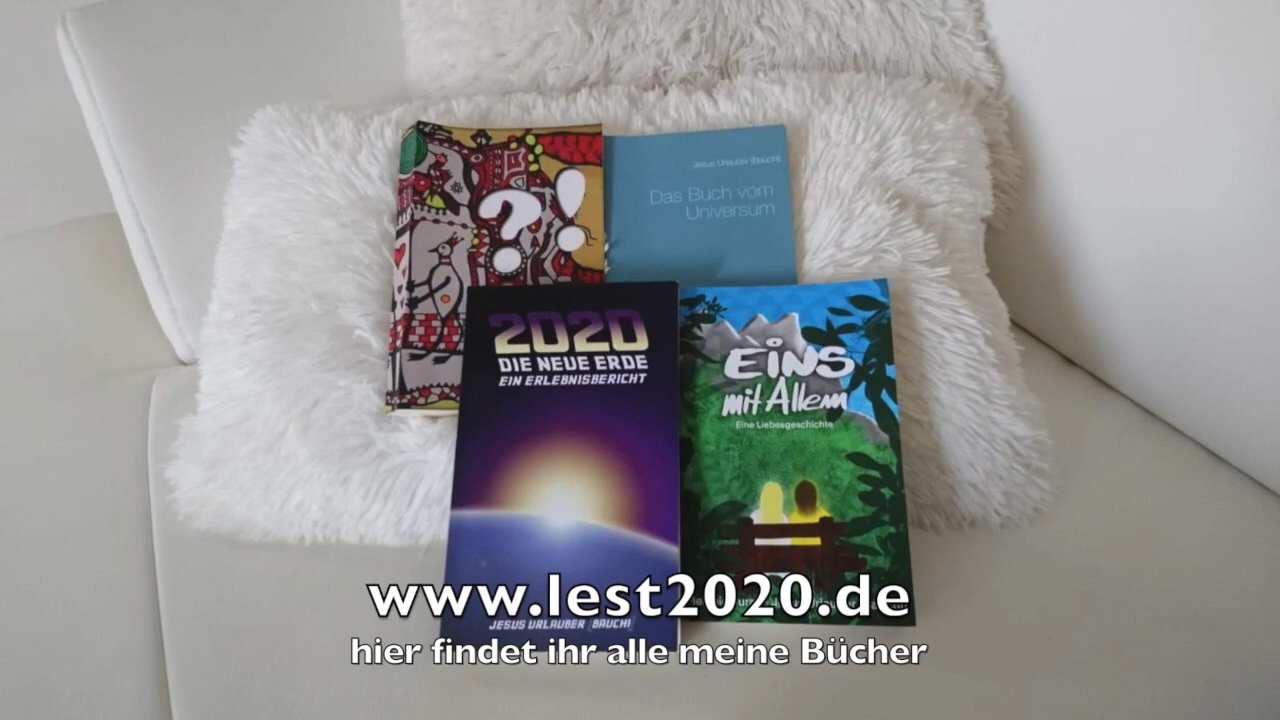 ?!
Jesus Urlauber (Bauchi)
Das Buch vom
Universum
2020
DIE NEUE ERDE
EIN ERLEBNISBERICHT
EINS
mit Allem
Eine Liebesgeschichte
www.lest2020.de
JESUS URLAUBER (BAUCHI)
hier findet ihr alle meine Bücher